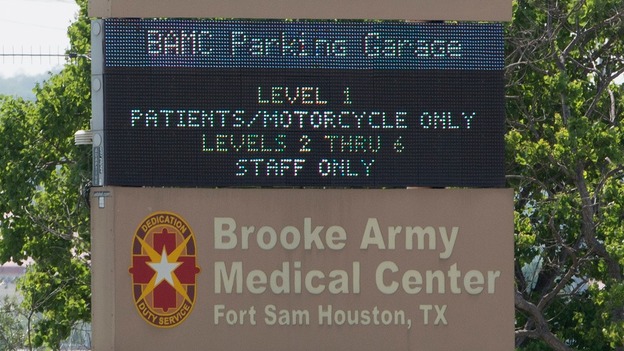 BAMC Parking Garage
LEVEL 1
PATIENTS/MOTORCYCLE ONLY
LEVELS 2 THRU 6
STAFF ONLY
DEDICATION
DUTY SERVICE
Brooke Army
Medical Center
Fort Sam Houston, TX